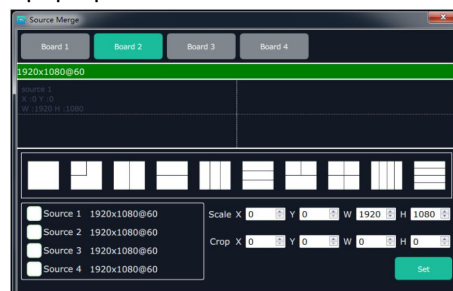 Source Merge
Board 1 Board 2 Board 3 Board 4
1920x1080@60
source 1
X :0 Y :0
W :1920 H :1080
Source 1 1920x1080@60
Source 2 1920x1080@60
Source 3 1920x1080@60
Source 4 1920x1080@60
Scale X 0 Y 0 W 1920 H 1080
Crop X 0 Y 0 W 0 H 0
Set